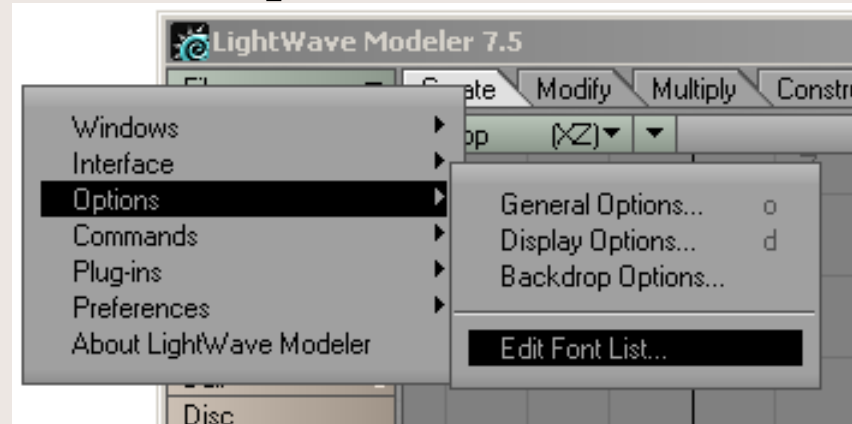 LightWave Modeler 7.5
Modify Multiply
(XZ)
Windows
Interface
Options
Commands
Plug-ins
Preferences
About LightWave Modeler
General Options... o
Display Options... d
Backdrop Options...
Edit Font List...
Disc